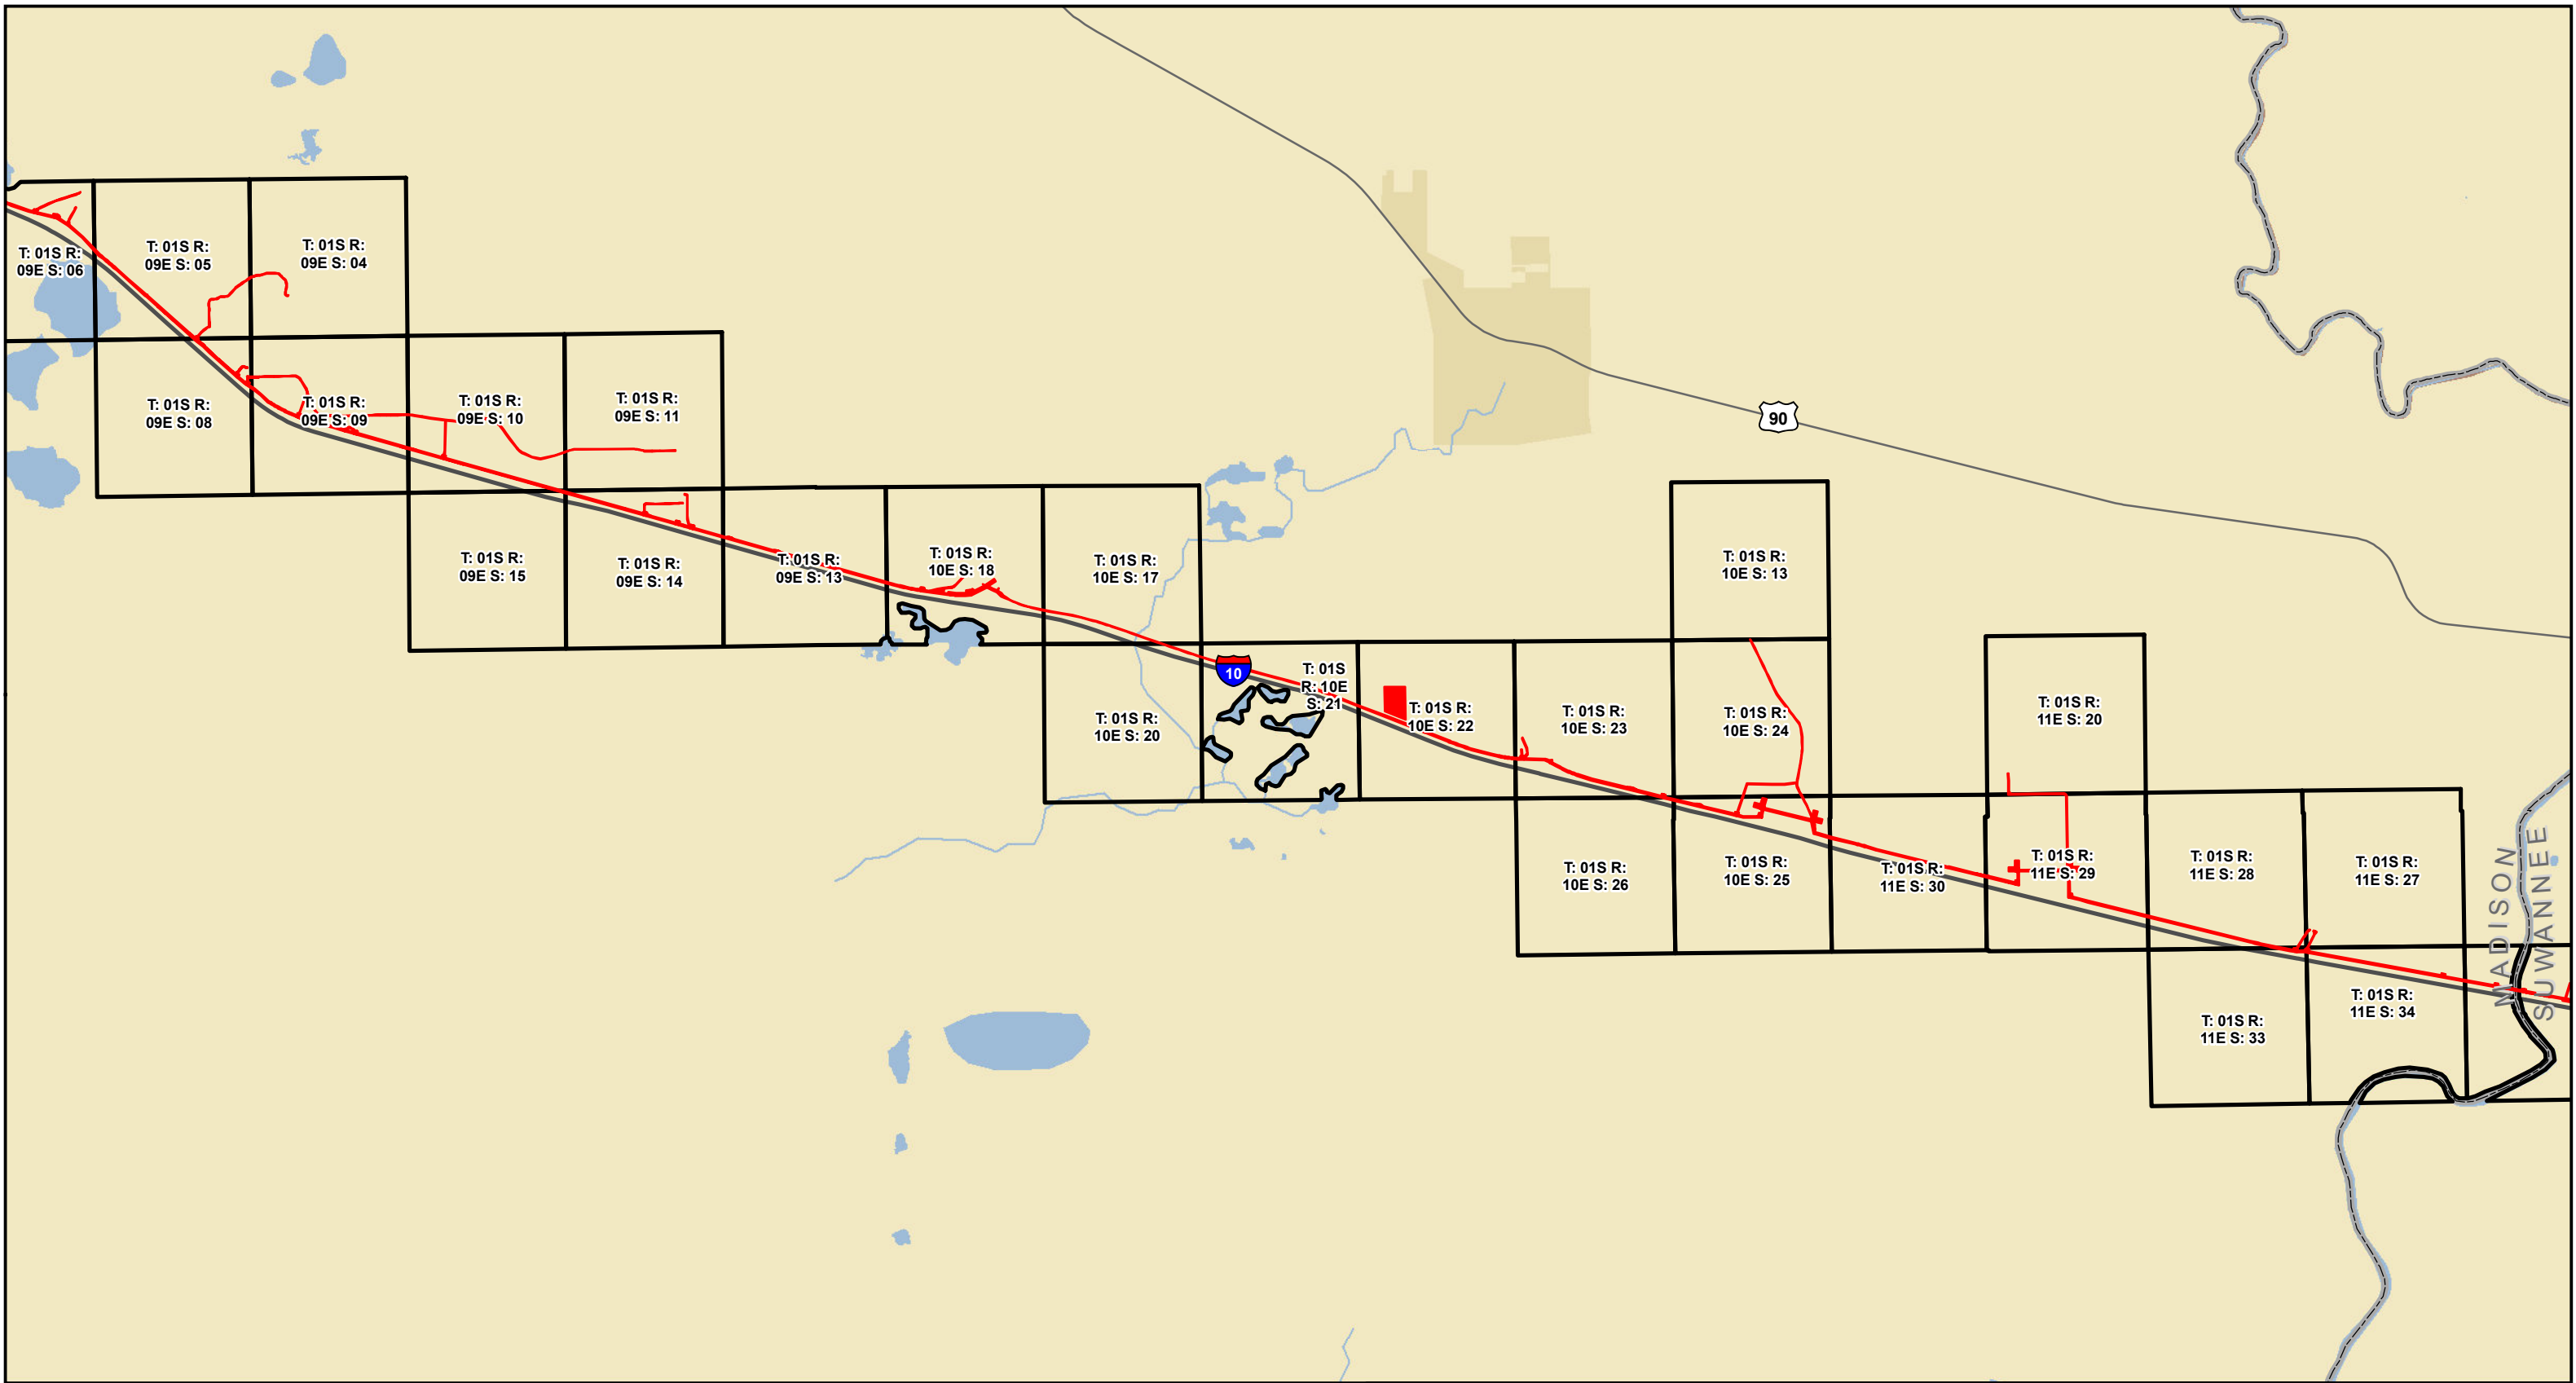 T: 01S R:
09E S: 06
T: 01S R:
09E S: 05
T: 01S R:
09E S: 04
T: 01S R:
09E S: 08
T: 01S R:
09E S: 09
T: 01S R:
09E S: 10
T: 01S R:
09E S: 11
90
T: 01S R:
09E S: 15
T: 01S R:
09E S: 14
T: 01S R:
09E S: 13
T: 01S R:
10E S: 18
T: 01S R:
10E S: 17
T: 01S R:
10E S: 13
10
T: 01S
R: 10E
S: 21
T: 01S R:
10E S: 20
T: 01S R:
10E S: 22
T: 01S R:
10E S: 23
T: 01S R:
10E S: 24
T: 01S R:
11E S: 20
T: 01S R:
10E S: 26
T: 01S R:
10E S: 25
T: 01S R:
11E S: 30
T: 01S R:
11E S: 29
T: 01S R:
11E S: 28
T: 01S R:
11E S: 27
MADISON
SUWANNEE
T: 01S R:
11E S: 33
T: 01S R:
11E S: 34